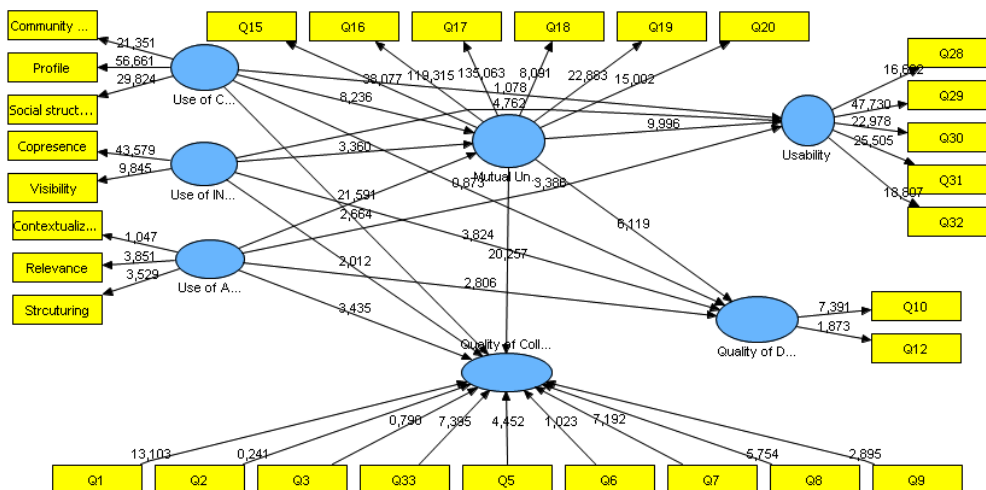 Community ...
Q15
Q16
Q17
Q18
Q19
Q20
21,351
Profile
56,661
29,824
Social struct...
Use of C...
38,077
119,315
135,063
8,091
22,883
15,002
1,078
Q28
Q29
47,730
22,978
Q30
25,505
Q31
18,807
Q32
Usability
8,236
4,762
9,996
Copresence
43,579
9,845
Visibility
Use of IN...
3,360
Mutual Un...
21,591
0,873
3,386
2,664
Contextualiz...
1,047
Relevance
3,851
3,529
Strcuturing
Use of A...
3,824
6,119
20,257
2,012
2,806
3,435
7,391
Q10
1,873
Q12
Quality of D...
Quality of Coll...
13,103
0,241
0,790
7,395
4,452
1,023
7,192
5,754
2,895
Q1
Q2
Q3
Q33
Q5
Q6
Q7
Q8
Q9